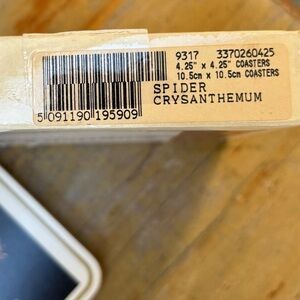 9317 3370260425
4.25" x 4.25" COASTERS
10.5cm x 10.5cm COASTERS
SPIDER
CRYSANTHEMUM
5 091190 195909